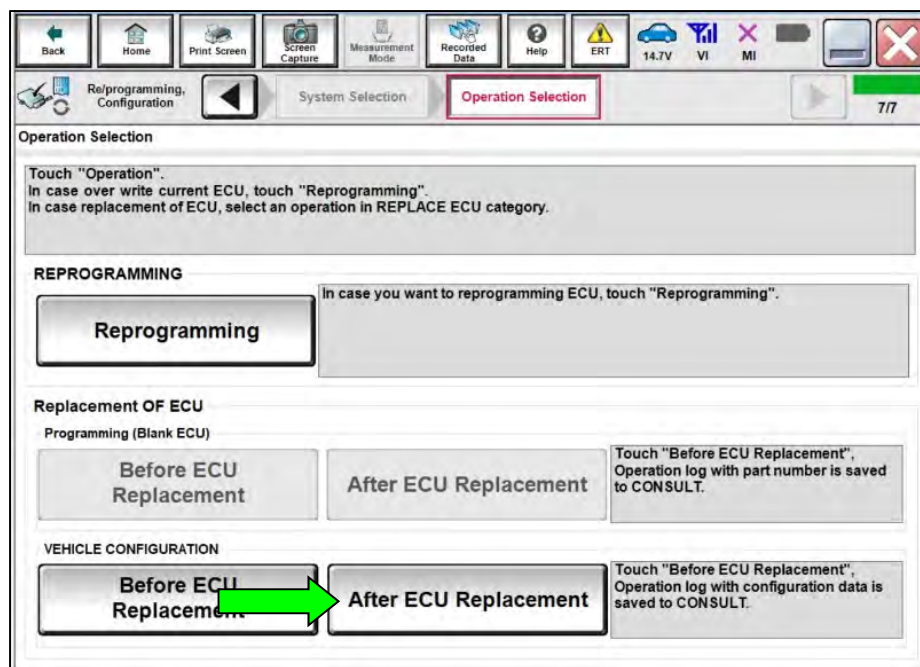 Back
Home
Print Screen
Screen
Capture
Measurement
Mode
Recorded
Data
Help
ERT
14.7V
VI
MI
Re/programming,
Configuration
System Selection
Operation Selection
7/7
Operation Selection
Touch "Operation".
In case over write current ECU, touch "Reprogramming".
In case replacement of ECU, select an operation in REPLACE ECU category.
REPROGRAMMING
Reprogramming
In case you want to reprogramming ECU, touch "Reprogramming".
Replacement OF ECU
Programming (Blank ECU)
Before ECU
Replacement
After ECU Replacement
Touch "Before ECU Replacement",
Operation log with part number is saved
to CONSULT.
VEHICLE CONFIGURATION
Before ECU
Replacement
After ECU Replacement
Touch "Before ECU Replacement",
Operation log with configuration data is
saved to CONSULT.